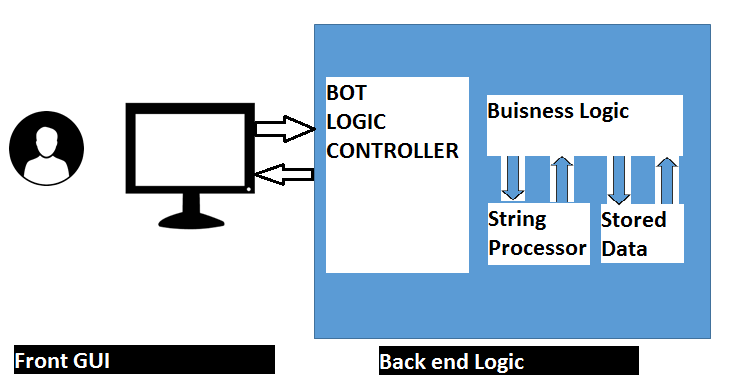 BOT
LOGIC
CONTROLLER
Buisness Logic
String
Processor
Stored
Data
Front GUI
Back end Logic